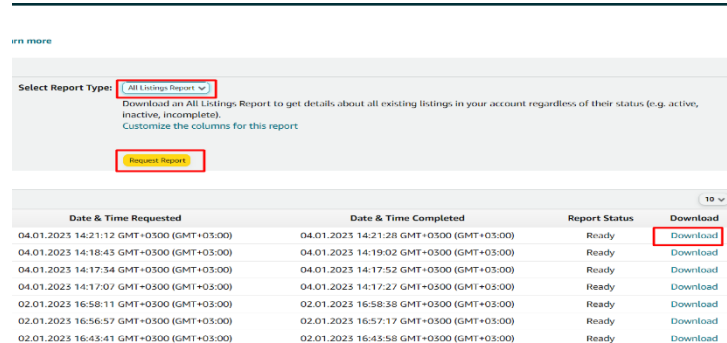 rn more
Select Report Type: All Listings Report
Download an All Listings Report to get details about all existing listings in your account regardless of their status (e.g. active,
inactive, incomplete).
Customize the columns for this report
Request Report
10
Date & Time Requested Date & Time Completed Report Status Download
04.01.2023 14:21:12 GMT+0300 (GMT+03:00) 04.01.2023 14:21:28 GMT+0300 (GMT+03:00) Ready Download
04.01.2023 14:18:43 GMT+0300 (GMT+03:00) 04.01.2023 14:19:02 GMT+0300 (GMT+03:00) Ready Download
04.01.2023 14:17:34 GMT+0300 (GMT+03:00) 04.01.2023 14:17:52 GMT+0300 (GMT+03:00) Ready Download
04.01.2023 14:17:07 GMT+0300 (GMT+03:00) 04.01.2023 14:17:27 GMT+0300 (GMT+03:00) Ready Download
02.01.2023 16:58:11 GMT+0300 (GMT+03:00) 02.01.2023 16:58:38 GMT+0300 (GMT+03:00) Ready Download
02.01.2023 16:56:57 GMT+0300 (GMT+03:00) 02.01.2023 16:57:17 GMT+0300 (GMT+03:00) Ready Download
02.01.2023 16:43:41 GMT+0300 (GMT+03:00) 02.01.2023 16:43:58 GMT+0300 (GMT+03:00) Ready Download